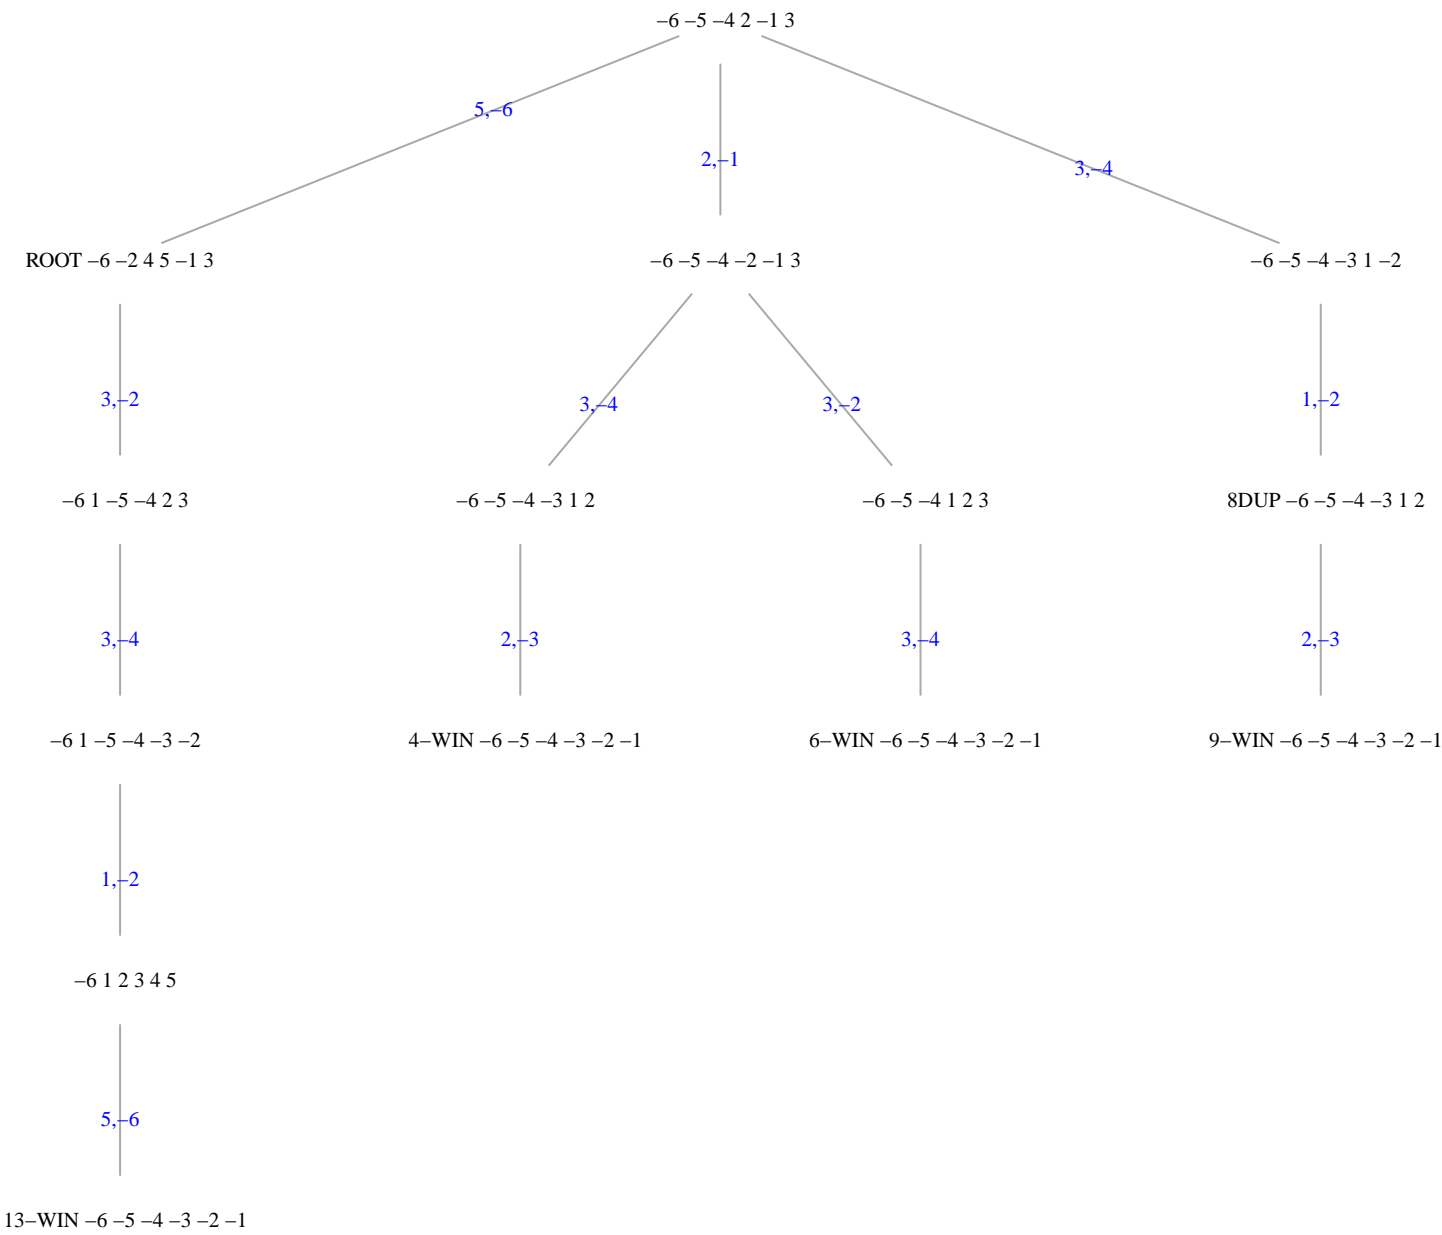 −6 −5 −4 2 −1 3
5,−6
2,−1
3,−4
ROOT −6 −2 4 5 −1 3
−6 −5 −4 −2 −1 3
−6 −5 −4 −3 1 −2
3,−2
3,−4
3,−2
1,−2
−6 1 −5 −4 2 3
−6 −5 −4 −3 1 2
−6 −5 −4 1 2 3
8DUP −6 −5 −4 −3 1 2
3,−4
2,−3
3,−4
2,−3
−6 1 −5 −4 −3 −2
4−WIN −6 −5 −4 −3 −2 −1
6−WIN −6 −5 −4 −3 −2 −1
9−WIN −6 −5 −4 −3 −2 −1
1,−2
−6 1 2 3 4 5
5,−6
13−WIN −6 −5 −4 −3 −2 −1